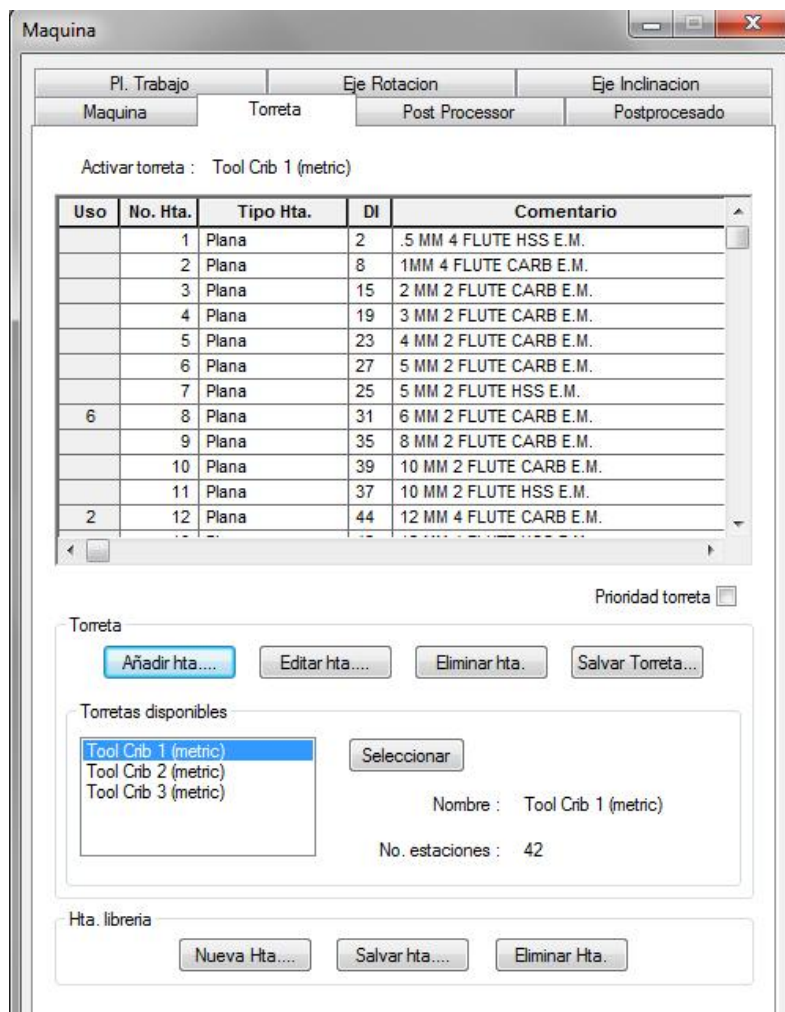 Maquina
Pl. Trabajo Eje Rotacion Eje Inclinacion
Maquina Torreta Post Processor Postprocesado
Activar torreta : Tool Crib 1 (metric)
Uso No. Hta. Tipo Hta. DI Comentario
1 Plana 2 .5 MM 4 FLUTE HSS E.M.
2 Plana 8 1MM 4 FLUTE CARB E.M.
3 Plana 15 2 MM 2 FLUTE CARB E.M.
4 Plana 19 3 MM 2 FLUTE CARB E.M.
5 Plana 23 4 MM 2 FLUTE CARB E.M.
6 Plana 27 5 MM 2 FLUTE CARB E.M.
7 Plana 25 5 MM 2 FLUTE HSS E.M.
6 8 Plana 31 6 MM 2 FLUTE CARB E.M.
9 Plana 35 8 MM 2 FLUTE CARB E.M.
10 Plana 39 10 MM 2 FLUTE CARB E.M.
11 Plana 37 10 MM 2 FLUTE HSS E.M.
2 12 Plana 44 12 MM 4 FLUTE CARB E.M.
Prioridad torreta
Torreta
Añadir hta.... Editar hta.... Eliminar hta. Salvar Torreta...
Torretas disponibles
Tool Crib 1 (metric)
Tool Crib 2 (metric)
Tool Crib 3 (metric)
Seleccionar
Nombre : Tool Crib 1 (metric)
No. estaciones : 42
Hta. libreria
Nueva Hta.... Salvar hta.... Eliminar Hta.